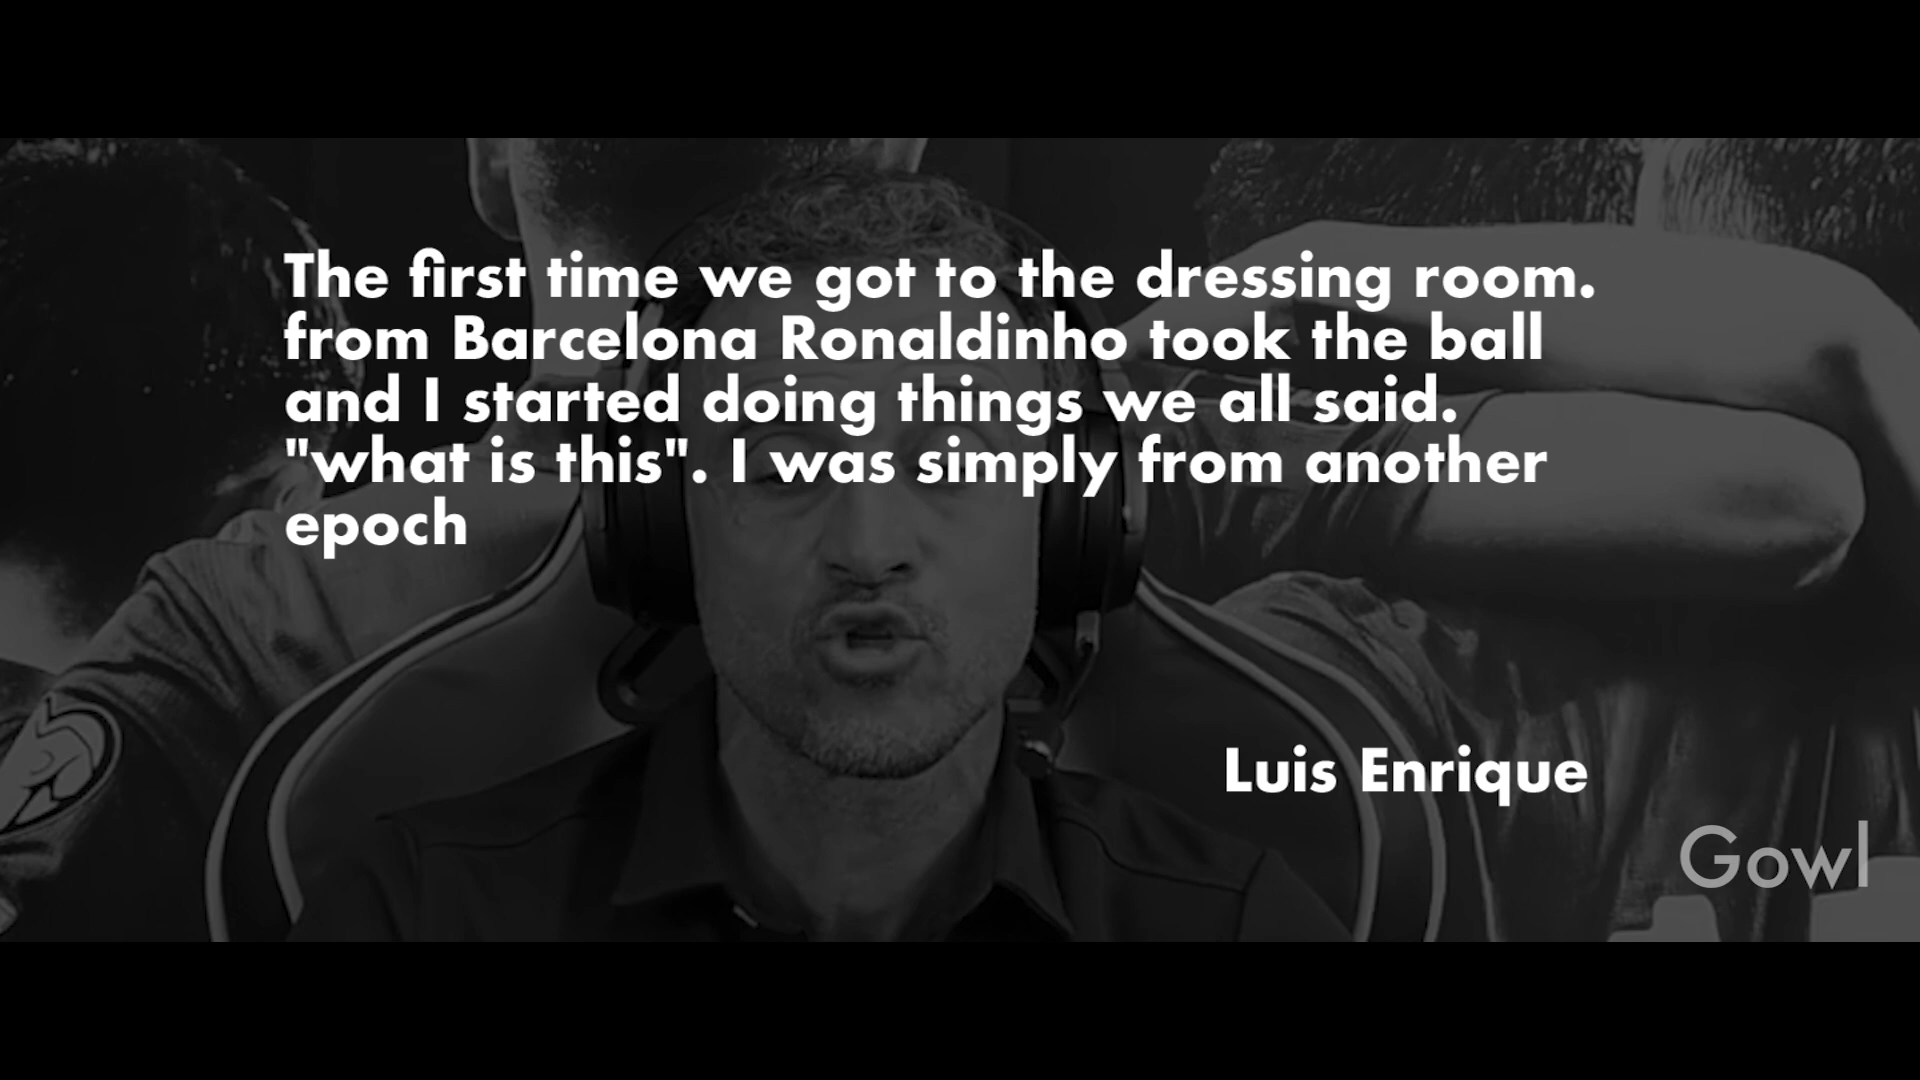 The first time we got to the dressing room.
from Barcelona Ronaldinho took the ball
and I started doing things we all said.
"what is this". I was simply from another
epoch
Luis Enrique
Gowl